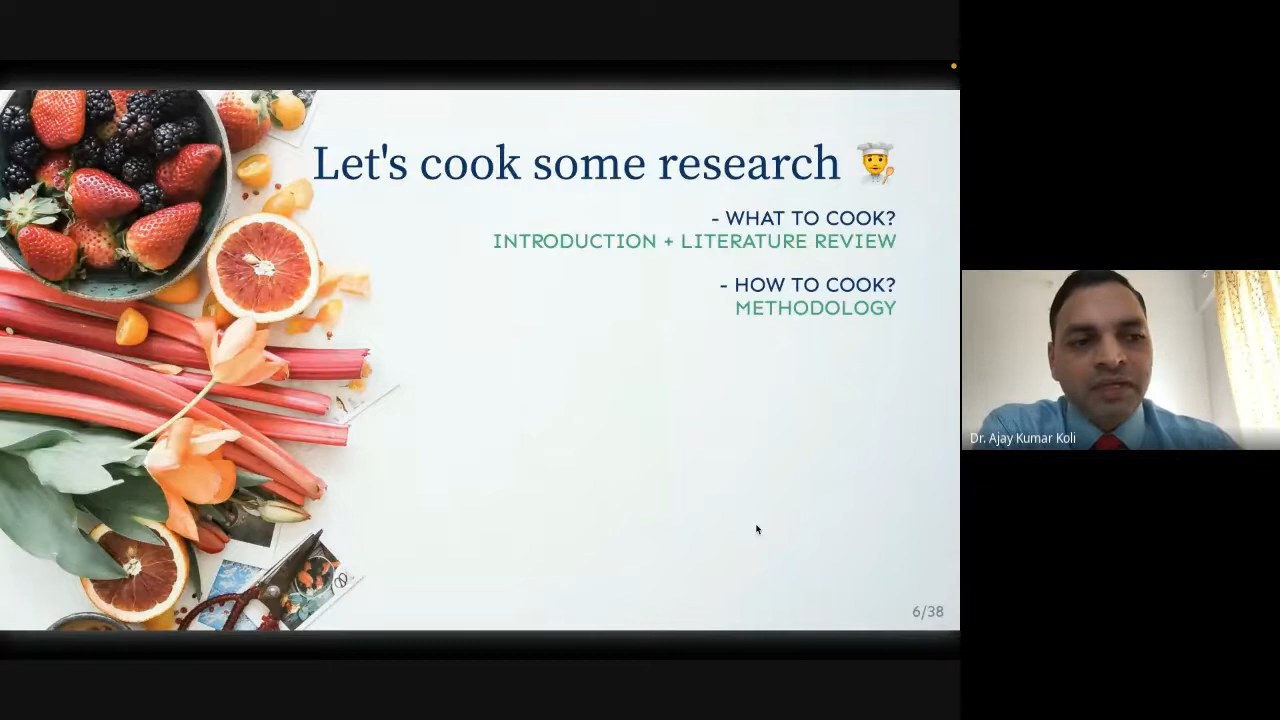 Let's cook some research 👨‍🍳
- WHAT TO COOK?
INTRODUCTION + LITERATURE REVIEW
- HOW TO COOK?
METHODOLOGY
Dr. Ajay Kumar Koli
6/38